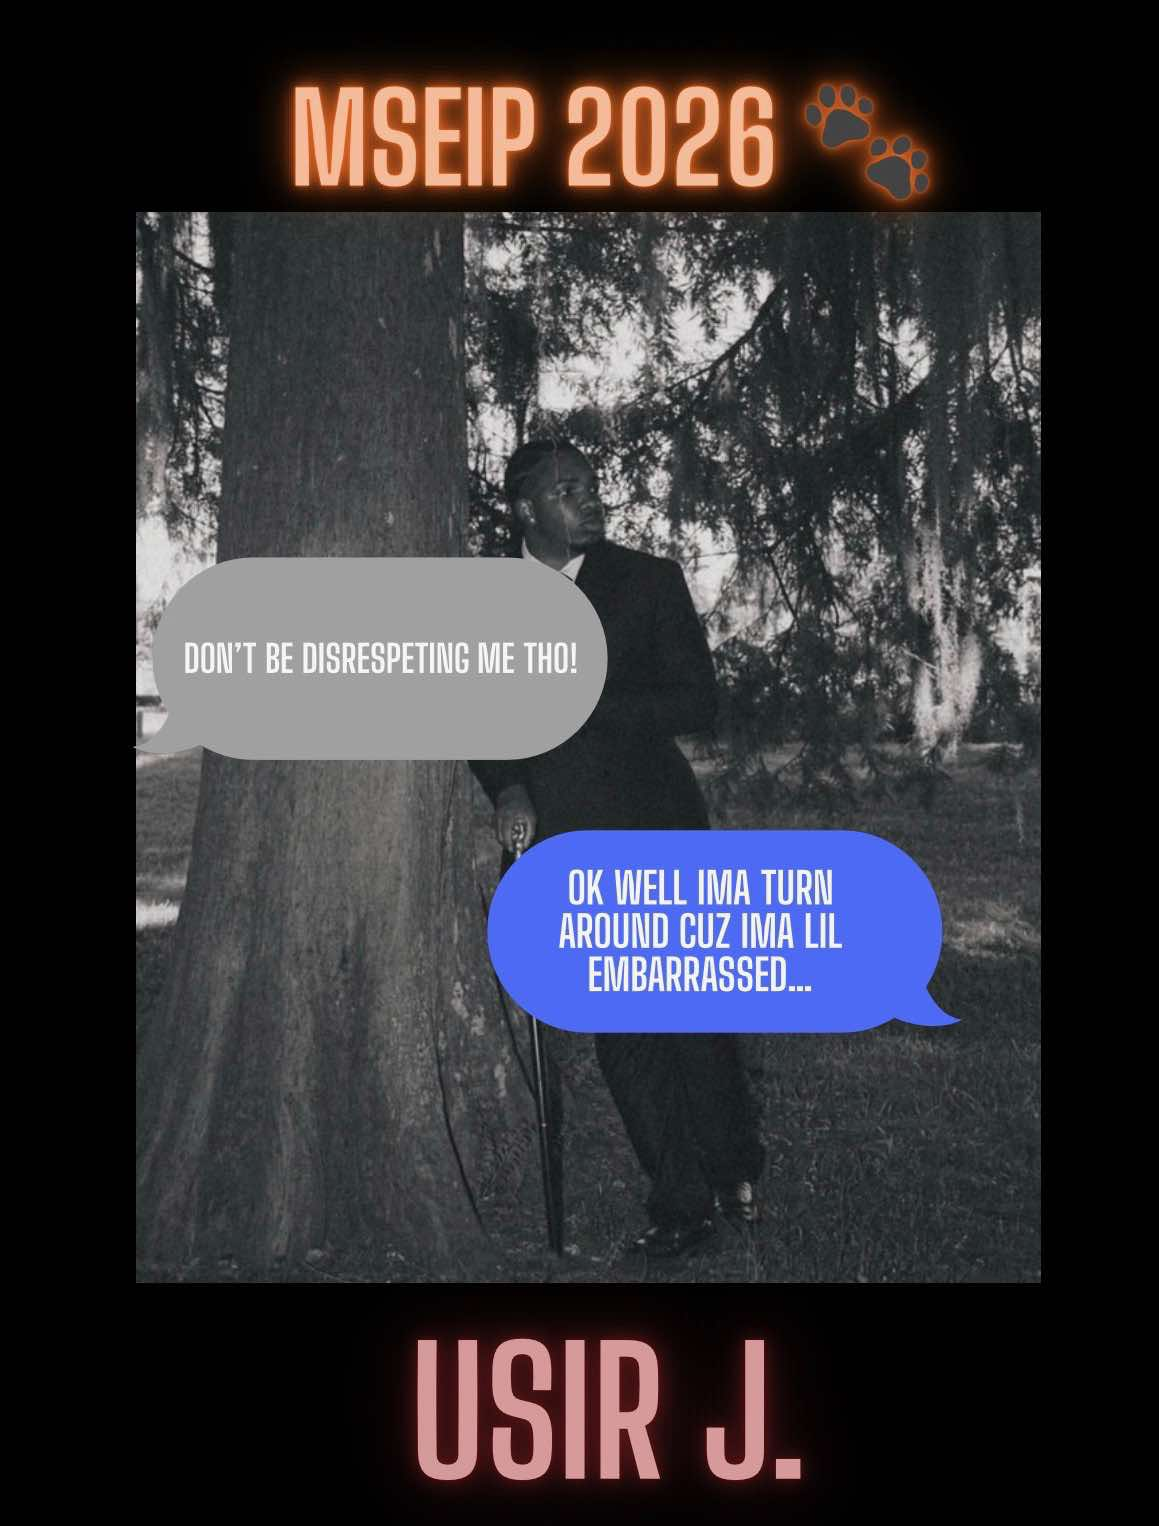 MSEIP 2026 🐾
DON'T BE DISRESPETING ME THO!
OK WELL IMA TURN
AROUND CUZ IMA LIL
EMBARRASSED...
USIR J.